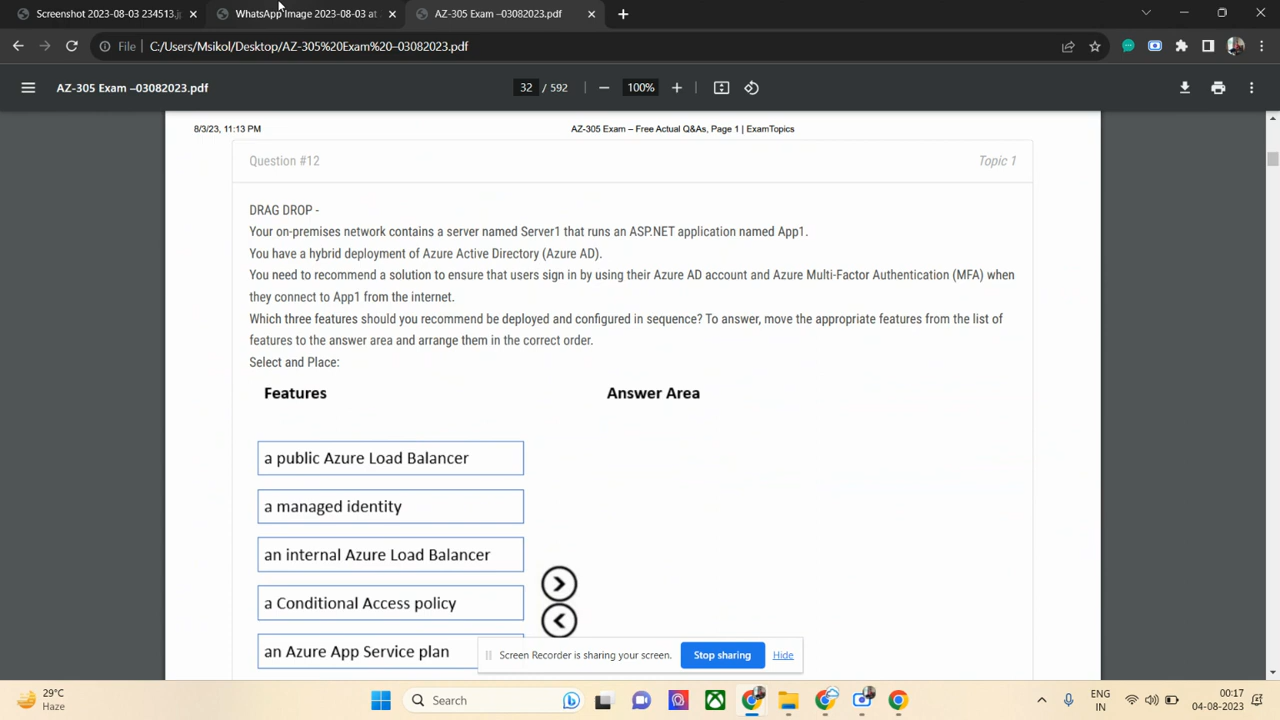 Screenshot 2023-08-03 234513.j
WhatsApp Image 2023-08-03 at
AZ-305 Exam –03082023.pdf
File
C:/Users/Msikol/Desktop/AZ-305%20Exam%20-03082023.pdf
AZ-305 Exam –03082023.pdf
32 / 592
100%
8/3/23, 11:13 PM
AZ-305 Exam – Free Actual Q&As, Page 1 | ExamTopics
Question #12
Topic 1
DRAG DROP -
Your on-premises network contains a server named Server1 that runs an ASP.NET application named App1.
You have a hybrid deployment of Azure Active Directory (Azure AD).
You need to recommend a solution to ensure that users sign in by using their Azure AD account and Azure Multi-Factor Authentication (MFA) when
they connect to App1 from the internet.
Which three features should you recommend be deployed and configured in sequence? To answer, move the appropriate features from the list of
features to the answer area and arrange them in the correct order.
Select and Place:
Features
Answer Area
a public Azure Load Balancer
a managed identity
an internal Azure Load Balancer
a Conditional Access policy
an Azure App Service plan
Screen Recorder is sharing your screen.
Stop sharing
Hide
29°C
Haze
Search
ENG
IN
00:17
04-08-2023